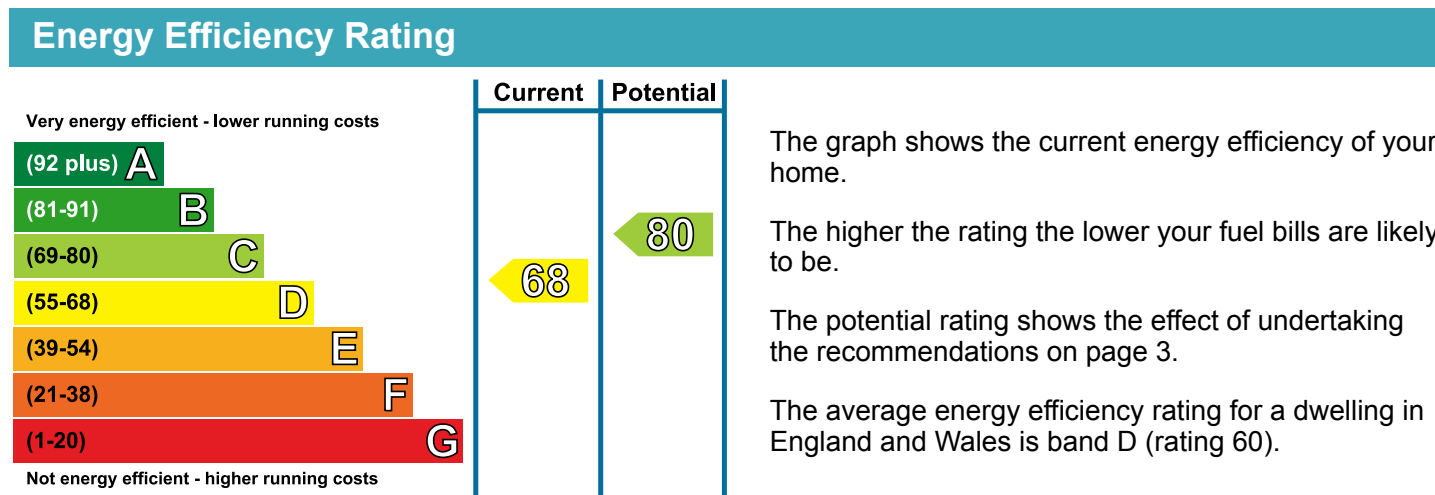 Energy Efficiency Rating
Current Potential
Very energy efficient - lower running costs
(92 plus) A
(81-91) B
(69-80) C
(55-68) D
(39-54) E
(21-38) F
(1-20) G
Not energy efficient - higher running costs
68
80
The graph shows the current energy efficiency of your
home.
The higher the rating the lower your fuel bills are likely
to be.
The potential rating shows the effect of undertaking
the recommendations on page 3.
The average energy efficiency rating for a dwelling in
England and Wales is band D (rating 60).